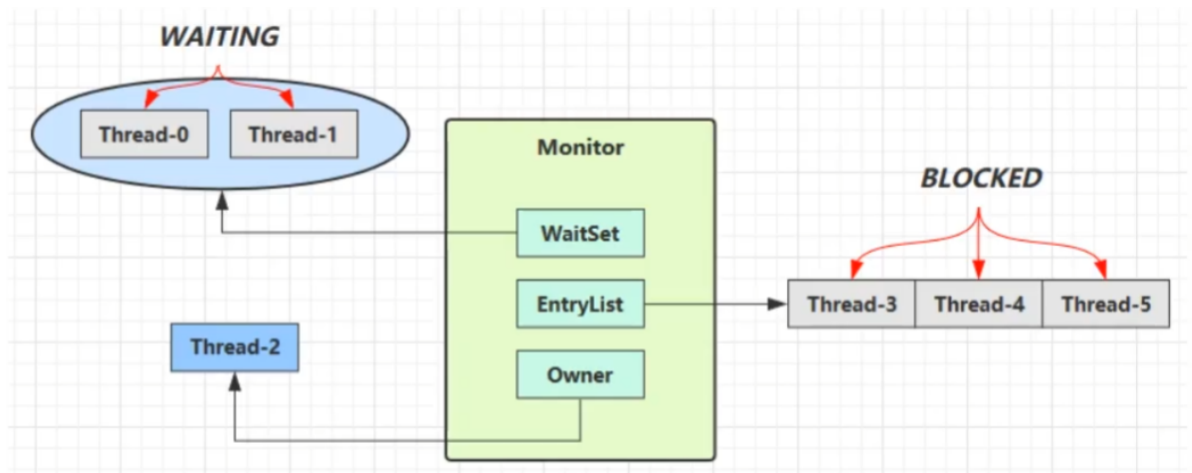 WAITING
Thread-0 Thread-1
Monitor
WaitSet
EntryList
Owner
Thread-2
BLOCKED
Thread-3 Thread-4 Thread-5